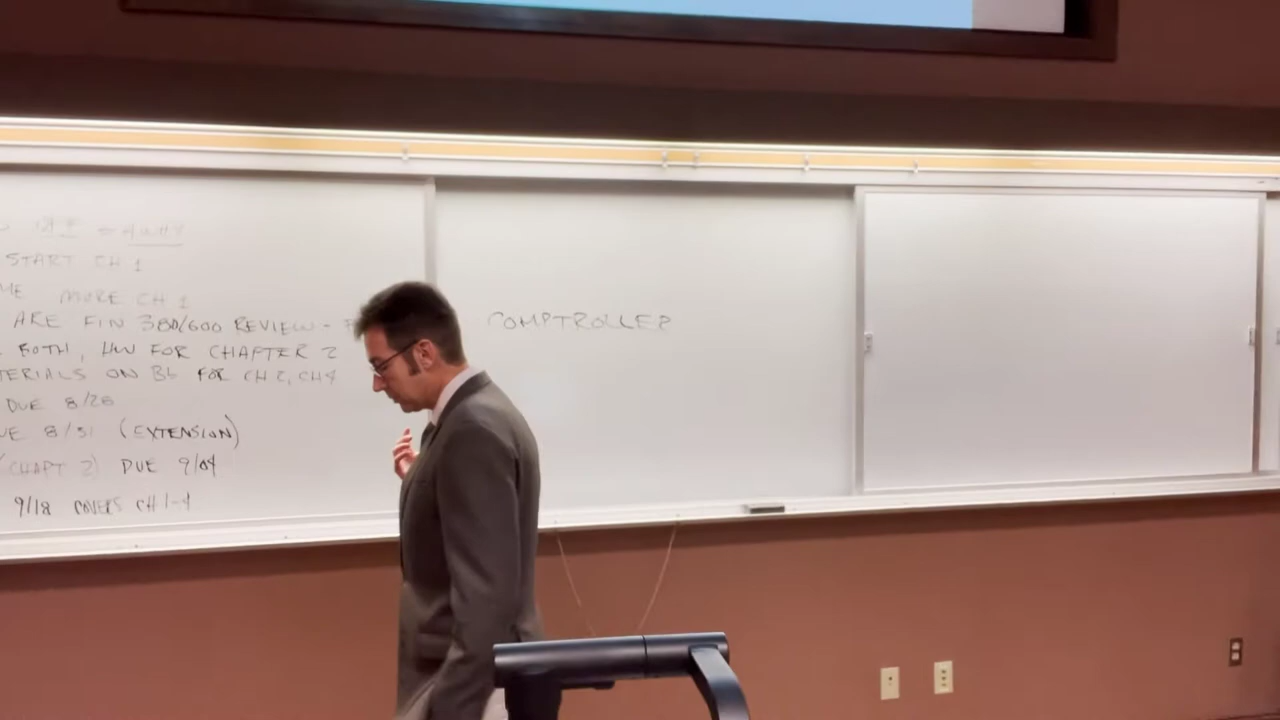 START CH 1
ME MORE CH 1
ARE FIN 380/600 REVIEW -
BOTH, HW FOR CHAPTER 2
TERIALS ON Bb FOR CH 2, CH4
DUE 8/28
UE 8/31 (EXTENSION)
(CHAPT 2) DUE 9/04
9/18 COVERS CH 1-4
COMPTROLLER